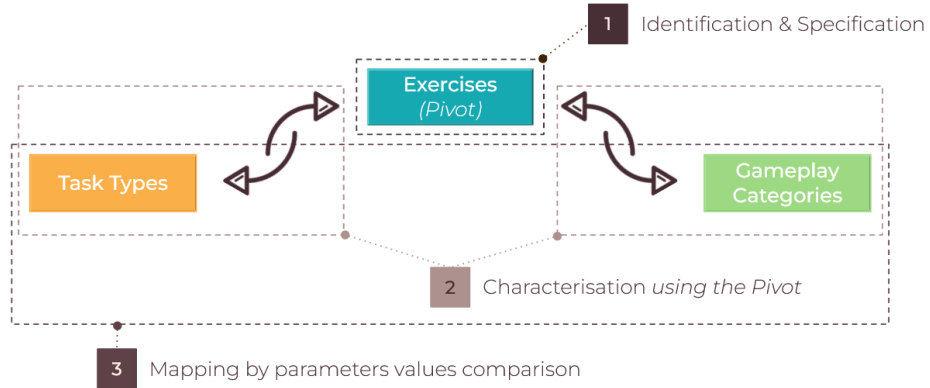 1 Identification & Specification
Exercises
(Pivot)
Task Types
Gameplay
Categories
2 Characterisation using the Pivot
3 Mapping by parameters values comparison